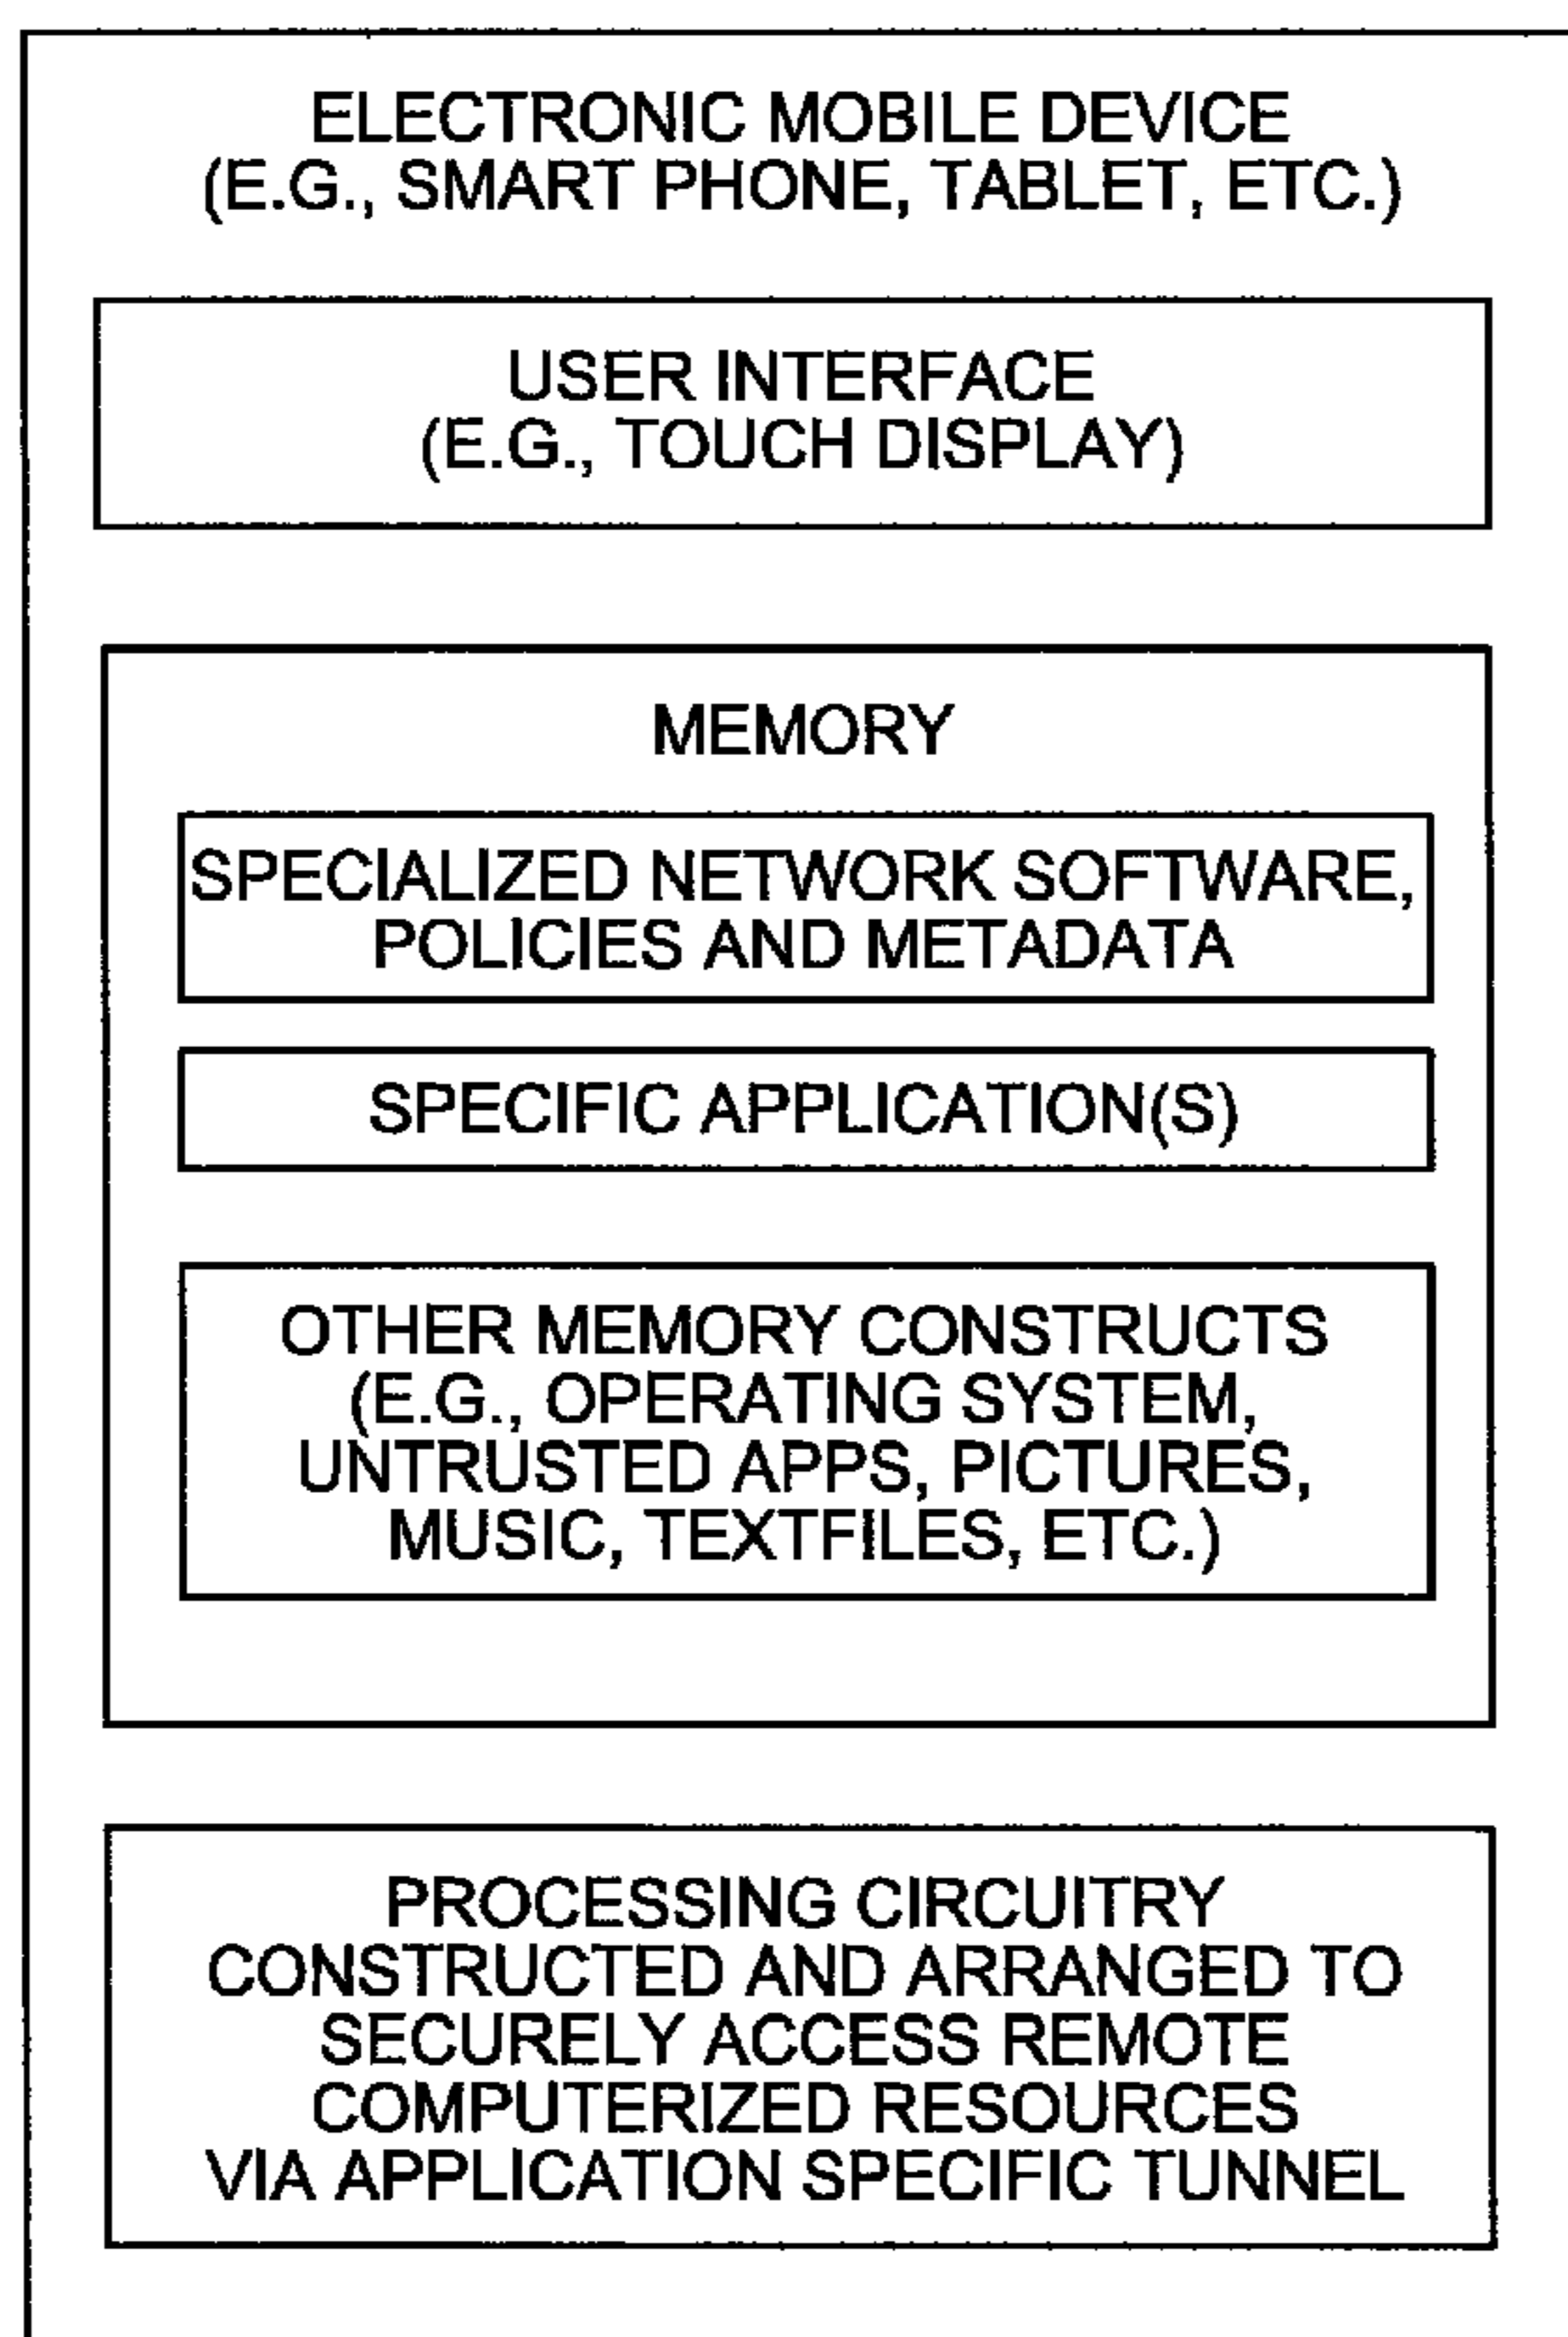 ELECTRONIC MOBILE DEVICE
(E.G., SMART PHONE, TABLET, ETC.)
USER INTERFACE
(E.G., TOUCH DISPLAY)
MEMORY
SPECIALIZED NETWORK SOFTWARE,
POLICIES AND METADATA
SPECIFIC APPLICATION(S)
OTHER MEMORY CONSTRUCTS
(E.G., OPERATING SYSTEM,
UNTRUSTED APPS, PICTURES,
MUSIC, TEXTFILES, ETC.)
PROCESSING CIRCUITRY
CONSTRUCTED AND ARRANGED TO
SECURELY ACCESS REMOTE
COMPUTERIZED RESOURCES
VIA APPLICATION SPECIFIC TUNNEL